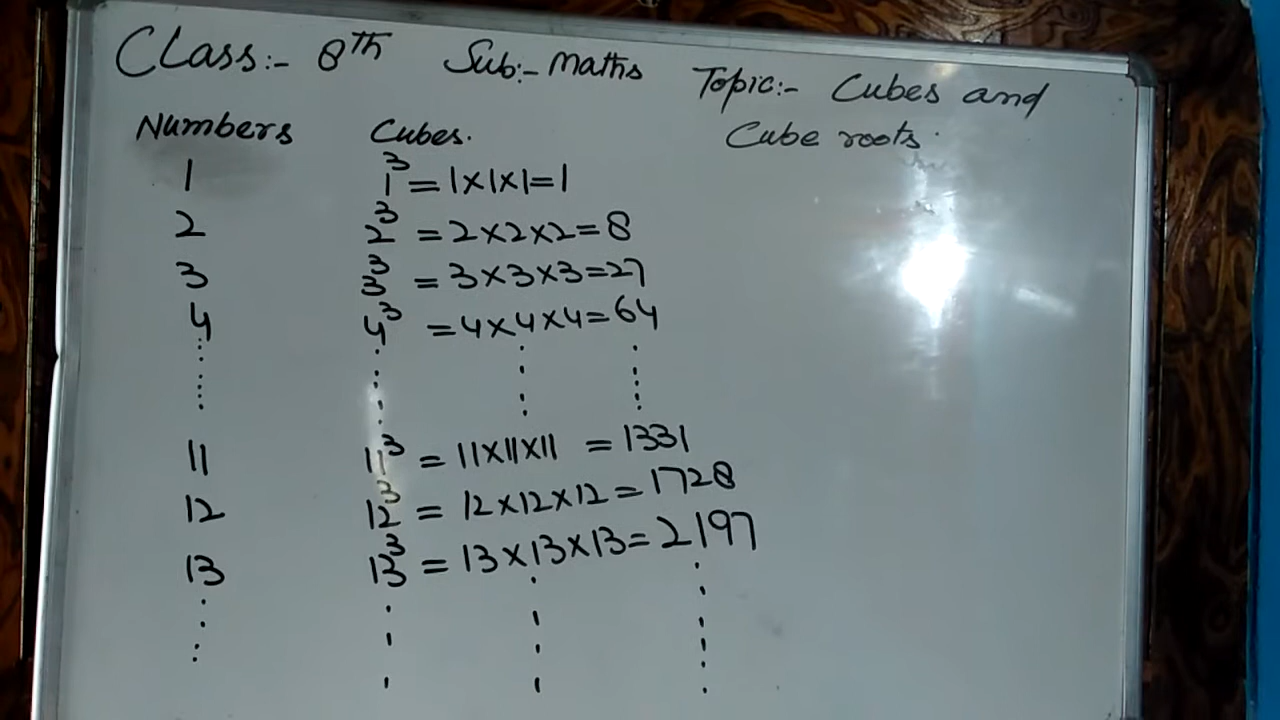 Class:- 8th Sub:- Maths Topic:- Cubes and Cube roots.
Numbers Cubes.
1 1³ = 1×1×1=1
2 2³ = 2×2×2=8
3 3³ = 3×3×3=27
4 4³ = 4×4×4=64
11 11³ = 11×11×11 = 1331
12 12³ = 12×12×12=1728
13 13³ = 13×13×13=2197